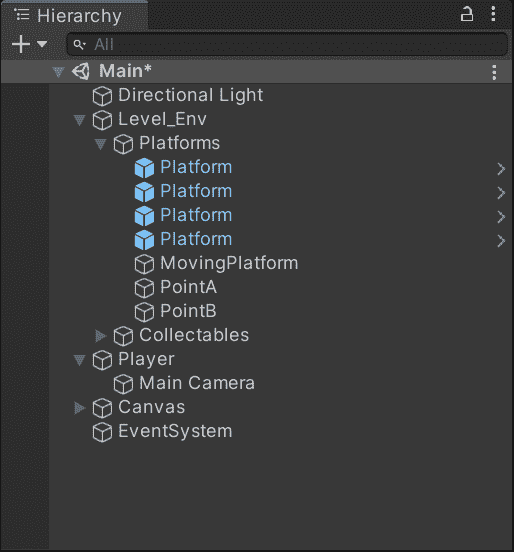 Hierarchy
All
Main*
Directional Light
Level_Env
Platforms
Platform
Platform
Platform
Platform
MovingPlatform
PointA
PointB
Collectables
Player
Main Camera
Canvas
EventSystem